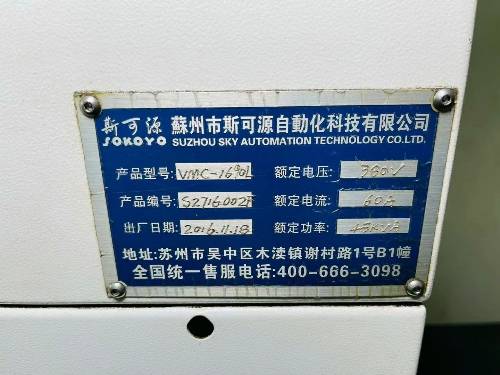 斯可源 蘇州市斯可源自動化科技有限公司
SOKOYO SUZHOU SKY AUTOMATION TECHNOLOGY CO.LTD.
产品型号: VMC-1690L 额定电压: 380V
产品编号: S2716002F 额定电流: 60A
出厂日期: 2016.11.18 额定功率: 45KVA
地址:苏州市吴中区木渎镇谢村路1号B1幢
全国统一售服电话:400-666-3098